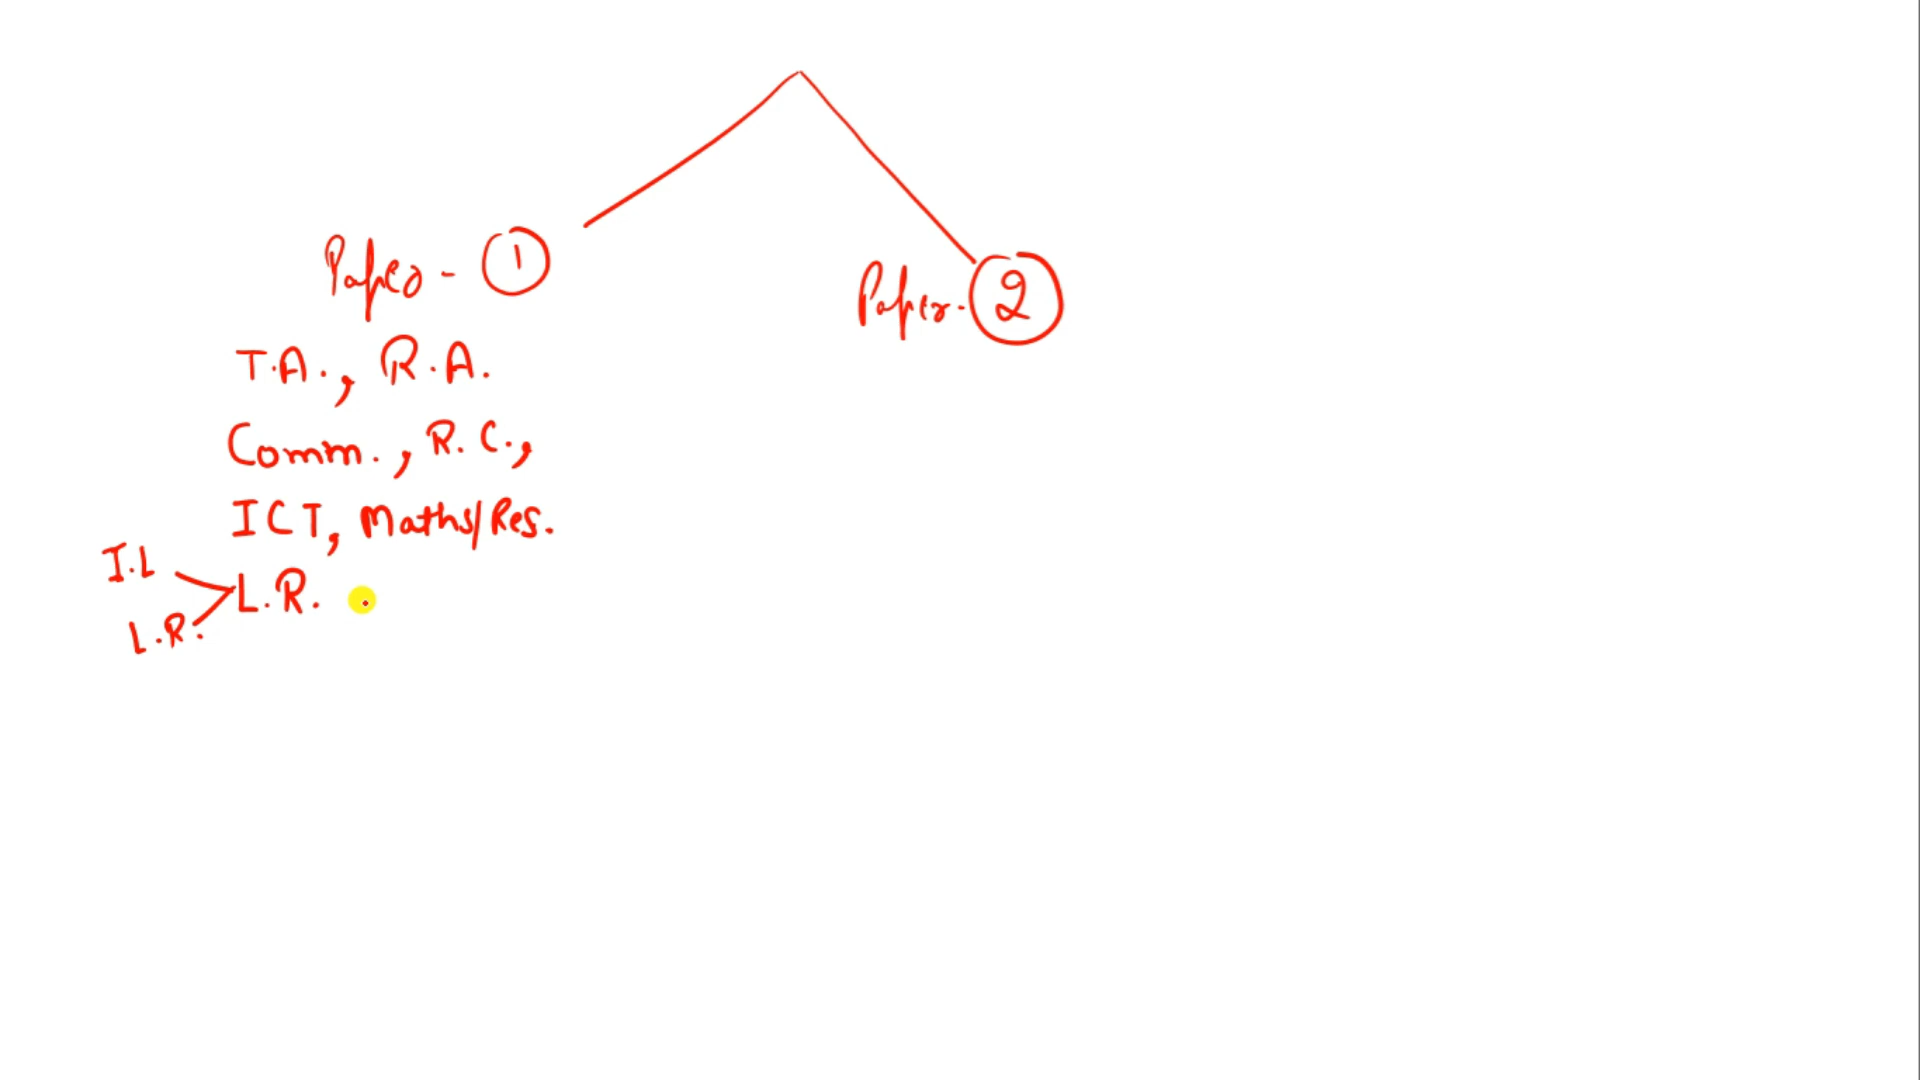 Paper - 1
Paper - 2
T.A., R.A.
Comm., R.C.,
ICT, Maths/Res.
I.L
L.R.
L.R.